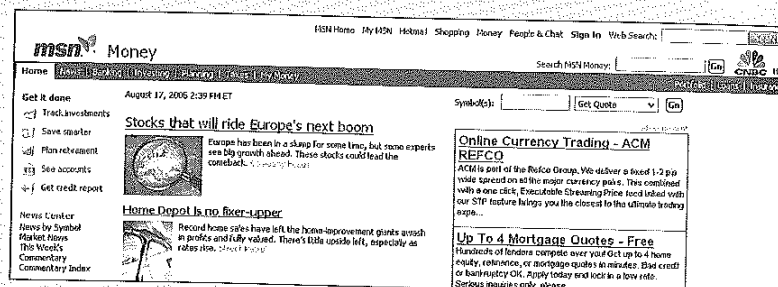 MSN Home My MSN Hotmail Shopping Money People & Chat Sign In Web Search:
msn Money
Search MSN Money: Go
CNBC
Home News Banking Investing Planning Taxes My Money
Portfolio Loans Insurance
Get it done
Track investments
Save smarter
Plan retirement
See accounts
Get credit report
News Center
News by Symbol
Market News
This Week's
Commentary
Commentary Index
August 17, 2005 2:39 PM ET
Symbol(s): Get Quote Go
Stocks that will ride Europe's next boom
Europe has been in a slump for some time, but some experts
see big growth ahead. These stocks could lead the
comeback.
Home Depot is no fixer-upper
Record home sales have left the home-improvement giants awash
in profits and fully valued. There's little upside left, especially as
rates rise.
Online Currency Trading - ACM
REFCO
ACM is part of the Refco Group. We deliver a fixed 1-2 pip
wide spread on all the major currency pairs. This combined
with a one click, Executable Streaming Price feed linked with
our STP feature brings you the closest to the ultimate trading
expe...
Up To 4 Mortgage Quotes - Free
Hundreds of lenders compete over you! Get up to 4 home
equity, refinance, or mortgage quotes in minutes. Bad credit
or bankruptcy OK. Apply today and lock in a low rate.
Serious inquiries only, please.